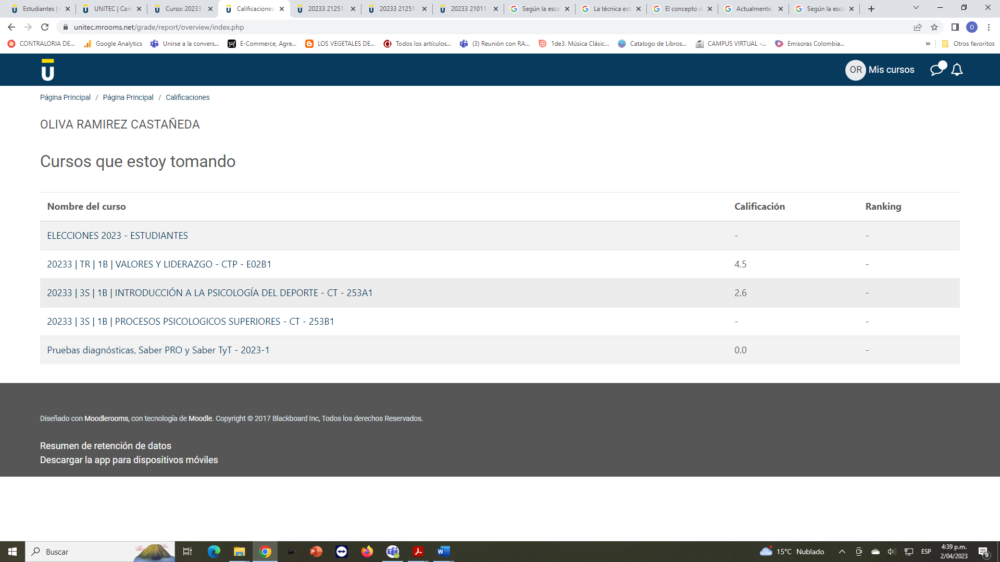 Estudiantes |
UNITEC | Cam
Curso: 20233
Calificaciones
20233 21251
20233 21251
20233 21011
Según la esca
La técnica est
El concepto d
Actualmente,
Según la esca
unitec.mrooms.net/grade/report/overview/index.php
O
CONTRALORIA DE...
Google Analytics
Unirse a la convers...
E-Commerce, Agre...
LOS VEGETALES DE...
Todos los artículos...
(3) Reunión con RA...
1de3. Música Clásic...
Catalogo de Libros...
CAMPUS VIRTUAL -...
Emisoras Colombia...
»
Otros favoritos
OR Mis cursos
Página Principal / Página Principal / Calificaciones
OLIVA RAMIREZ CASTAÑEDA
Cursos que estoy tomando
Nombre del curso Calificación Ranking
ELECCIONES 2023 - ESTUDIANTES - -
20233 | TR | 1B | VALORES Y LIDERAZGO - CTP - E02B1 4.5 -
20233 | 3S | 1B | INTRODUCCIÓN A LA PSICOLOGÍA DEL DEPORTE - CT - 253A1 2.6 -
20233 | 3S | 1B | PROCESOS PSICOLOGICOS SUPERIORES - CT - 253B1 - -
Pruebas diagnósticas, Saber PRO y Saber TyT - 2023-1 0.0 -
Diseñado con Moodlerooms, con tecnología de Moodle. Copyright © 2017 Blackboard Inc, Todos los derechos Reservados.
Resumen de retención de datos
Descargar la app para dispositivos móviles
Buscar
15°C Nublado
ESP
4:39 p.m.
2/04/2023
9